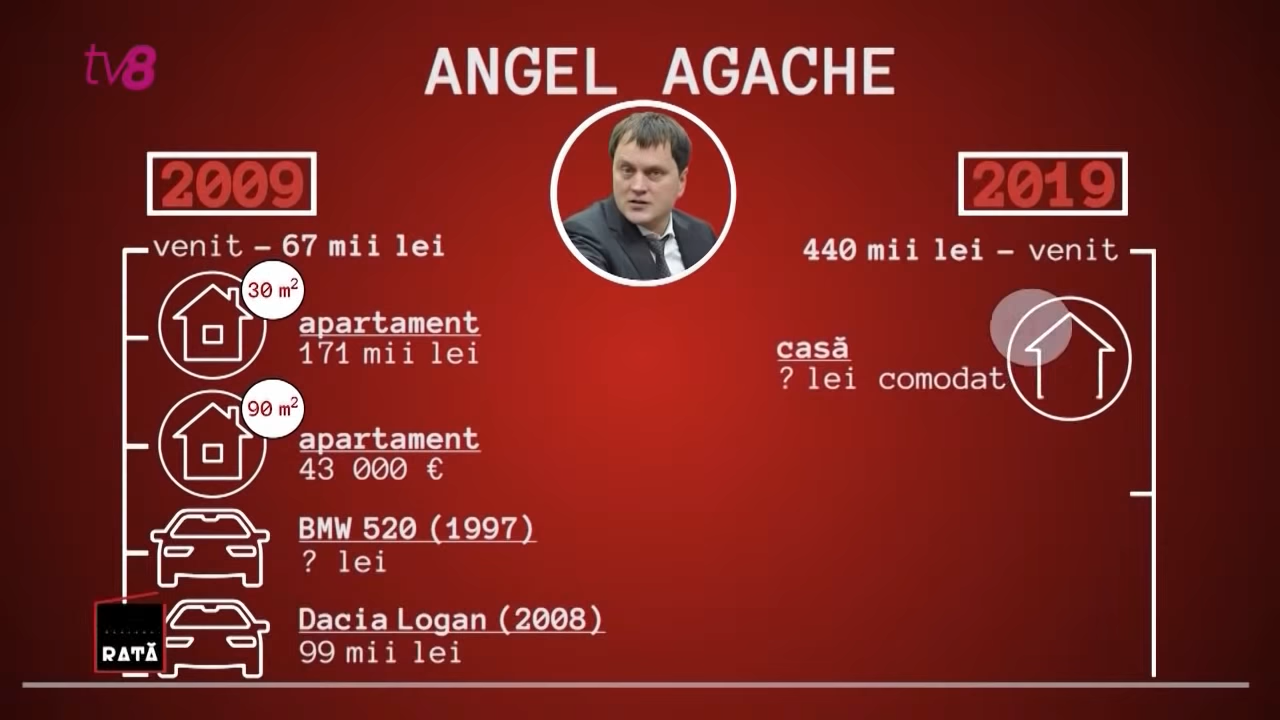 tv8
ANGEL AGACHE
2009
venit – 67 mii lei
30 m²
apartament
171 mii lei
90 m²
apartament
43 000 €
BMW 520 (1997)
? lei
Dacia Logan (2008)
99 mii lei
2019
440 mii lei – venit
casă
? lei comodat
RATĂ